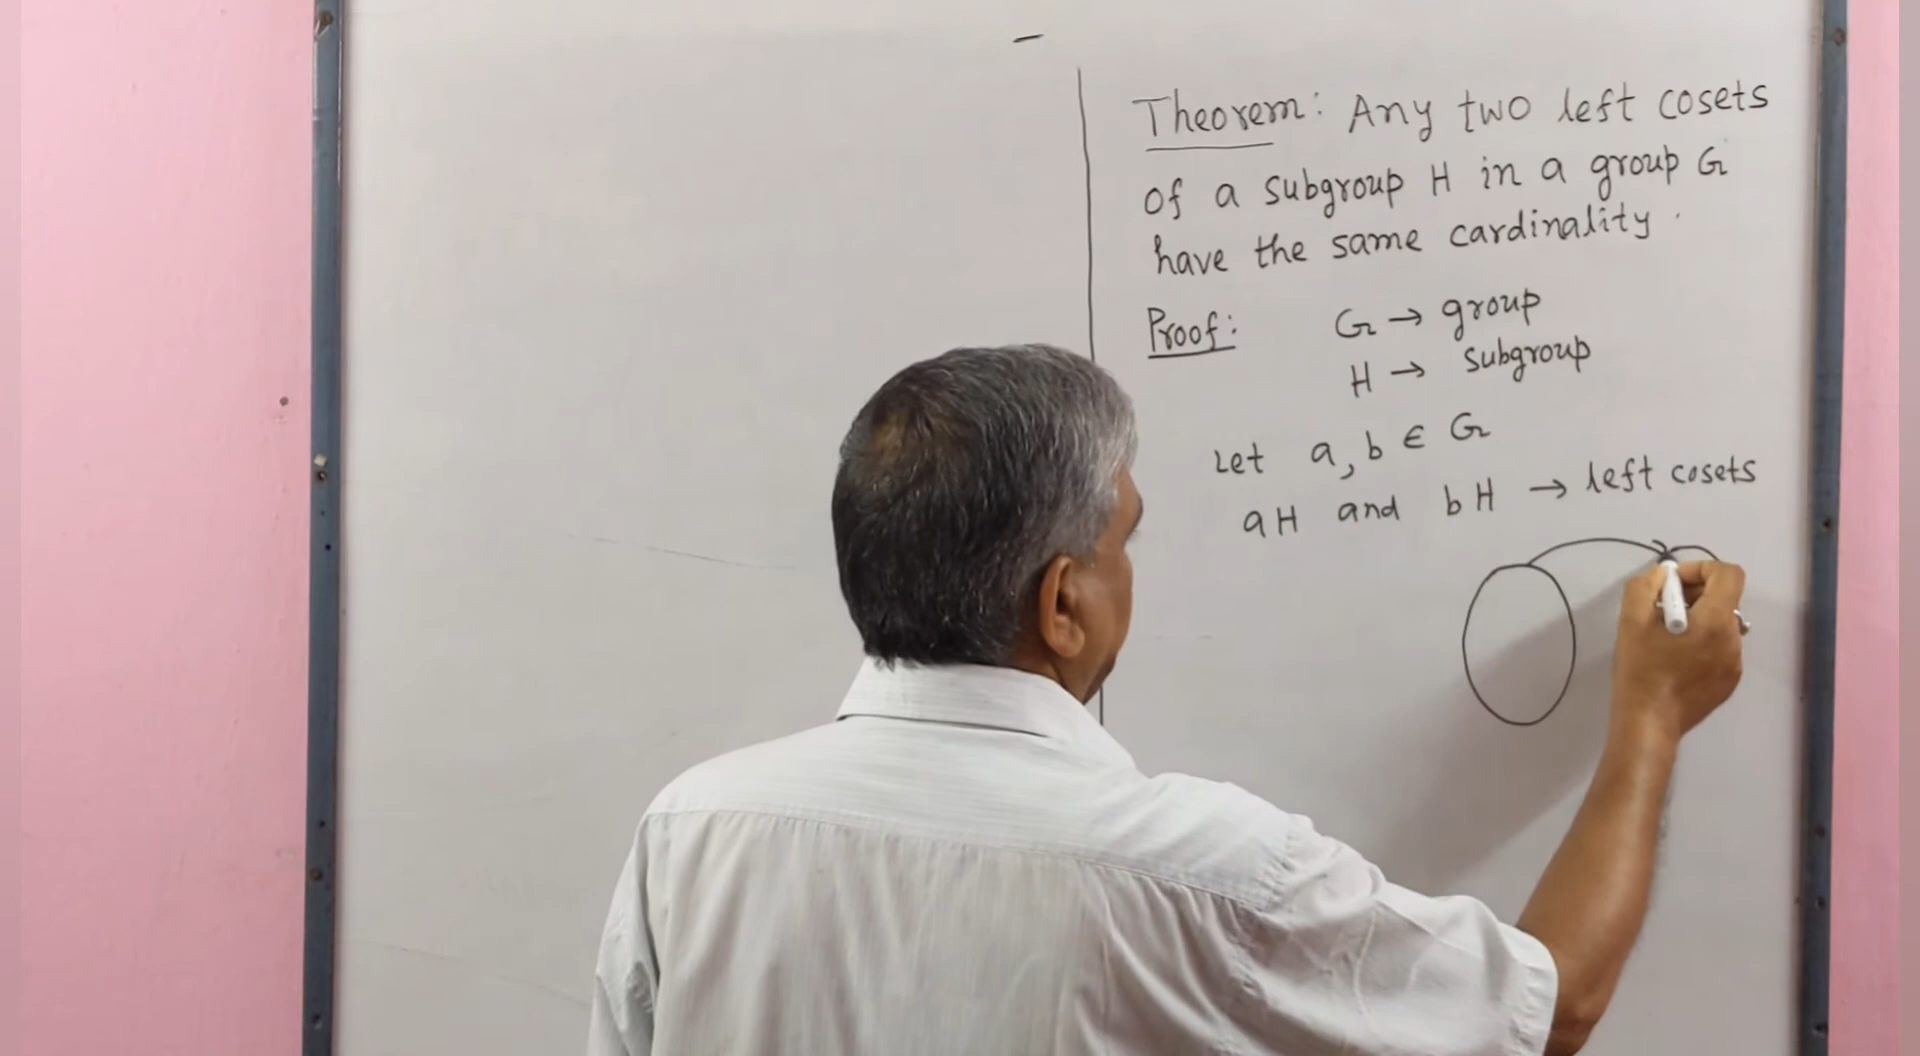 Theorem: Any two left cosets
of a subgroup H in a group G
have the same cardinality.
Proof: G → group
H → subgroup
Let a, b ∈ G
aH and bH → left cosets